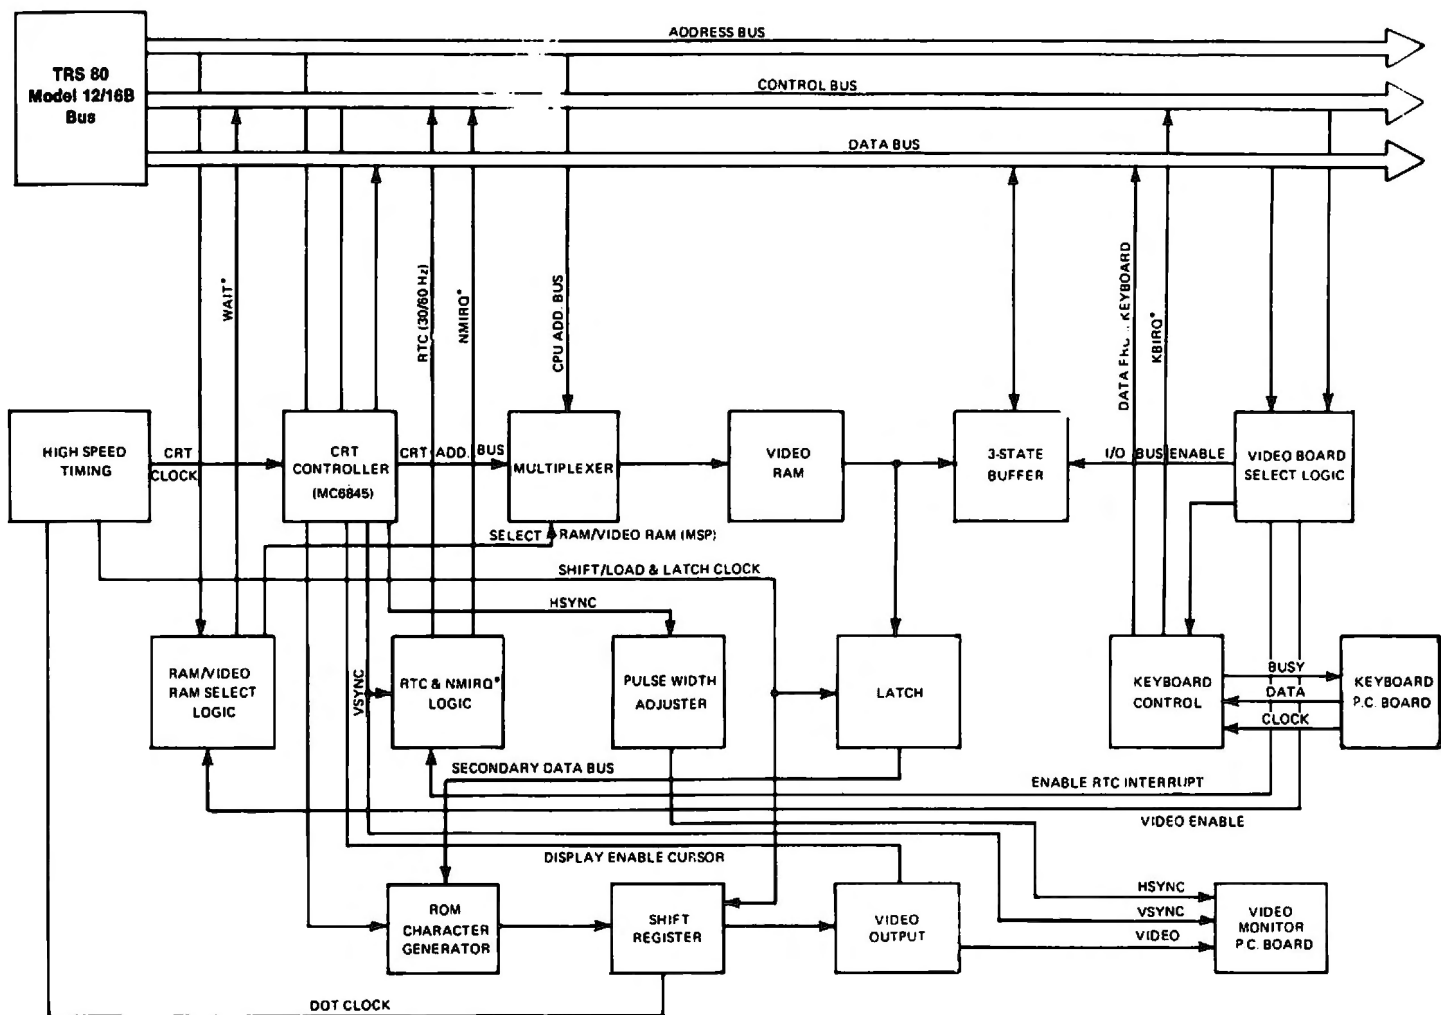 ADDRESS BUS
TRS 80
Model 12/16B
Bus
CONTROL BUS
DATA BUS
WAIT*
RTC (30/60 Hz)
NMIRQ*
CPU ADD. BUS
DATA KEYBOARD
KBIRQ*
HIGH SPEED
TIMING
CRT
CLOCK
CRT
CONTROLLER
(MC6845)
CRT ADD. BUS
MULTIPLEXER
VIDEO
RAM
3-STATE
BUFFER
I/O BUS ENABLE
VIDEO BOARD
SELECT LOGIC
SELECT RAM/VIDEO RAM (MSP)
SHIFT/LOAD & LATCH CLOCK
HSYNC
RAM/VIDEO
RAM SELECT
LOGIC
VSYNC
RTC & NMIRQ*
LOGIC
PULSE WIDTH
ADJUSTER
LATCH
KEYBOARD
CONTROL
BUSY
DATA
CLOCK
KEYBOARD
P.C. BOARD
SECONDARY DATA BUS
ENABLE RTC INTERRUPT
VIDEO ENABLE
DISPLAY ENABLE CURSOR
ROM
CHARACTER
GENERATOR
SHIFT
REGISTER
VIDEO
OUTPUT
HSYNC
VSYNC
VIDEO
VIDEO
MONITOR
P.C. BOARD
DOT CLOCK